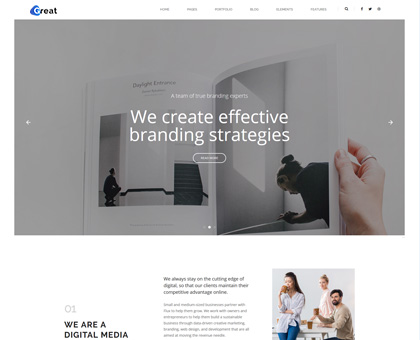 Great
HOME PAGES PORTFOLIO BLOG ELEMENTS FEATURES
Daylight Entrance
A team of true branding experts
We create effective
branding strategies
READ MORE
01
WE ARE A
DIGITAL MEDIA
We always stay on the cutting edge of
digital, so that our clients maintain their
competitive advantage online.
Small and medium-sized businesses partner with
Plus to help them grow. We work with talents and
entrepreneurs to help them build a sustainable
business through data-driven creative marketing,
branding, web design, and development that are all
aimed at moving the revenue needle.